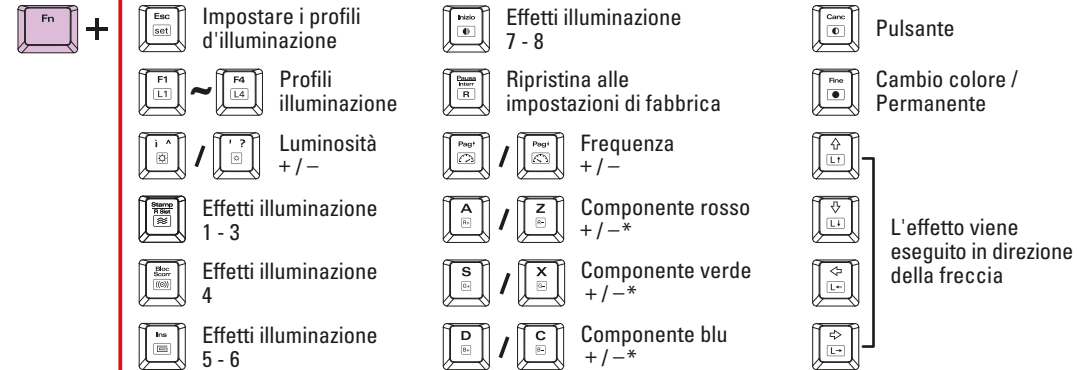 Fn
+
Esc
set
Impostare i profili
d'illuminazione
F1
L1
~
F4
L4
Profili
illuminazione
ì ^
/
' ?
Luminosità
+ / –
Stamp
R Sist
Effetti illuminazione
1 - 3
Bloc
Scorr
Effetti illuminazione
4
Ins
Effetti illuminazione
5 - 6
Inizio
Effetti illuminazione
7 - 8
Pausa
Interr
R
Ripristina alle
impostazioni di fabbrica
Pag↑
/
Pag↓
Frequenza
+ / –
A
R+
/
Z
R–
Componente rosso
+ / –*
S
G+
/
X
G–
Componente verde
+ / –*
D
B+
/
C
B–
Componente blu
+ / –*
Canc
Pulsante
Fine
Cambio colore /
Permanente
L↑
L↓
L←
L→
L'effetto viene
eseguito in direzione
della freccia